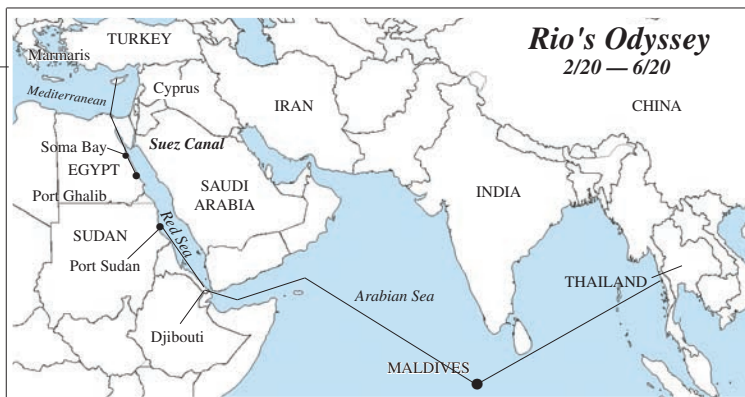 Rio's Odyssey
2/20 — 6/20
TURKEY
Marmaris
Mediterranean
Cyprus
IRAN
CHINA
Soma Bay
Suez Canal
EGYPT
Port Ghalib
SAUDI
ARABIA
INDIA
Red Sea
SUDAN
Port Sudan
THAILAND
Arabian Sea
Djibouti
MALDIVES